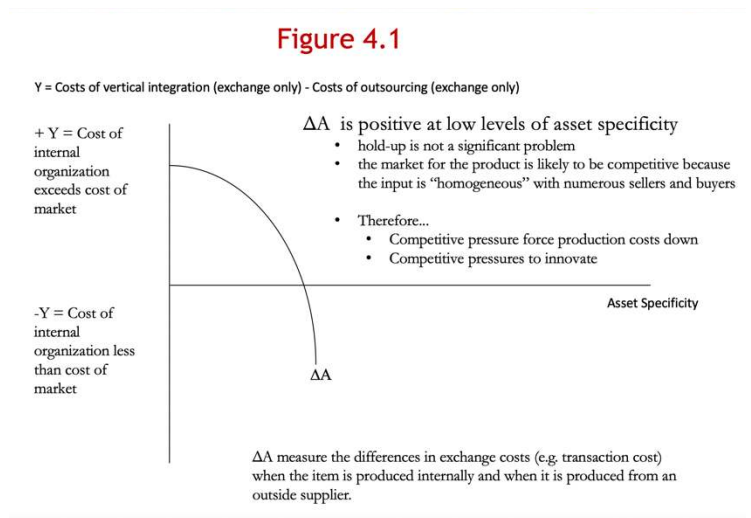 Figure 4.1
Y = Costs of vertical integration (exchange only) - Costs of outsourcing (exchange only)
+ Y = Cost of
internal
organization
exceeds cost of
market
ΔA is positive at low levels of asset specificity
• hold-up is not a significant problem
• the market for the product is likely to be competitive because
the input is “homogeneous” with numerous sellers and buyers
• Therefore...
• Competitive pressure force production costs down
• Competitive pressures to innovate
Asset Specificity
-Y = Cost of
internal
organization less
than cost of
market
ΔA
ΔA measure the differences in exchange costs (e.g. transaction cost)
when the item is produced internally and when it is produced from an
outside supplier.